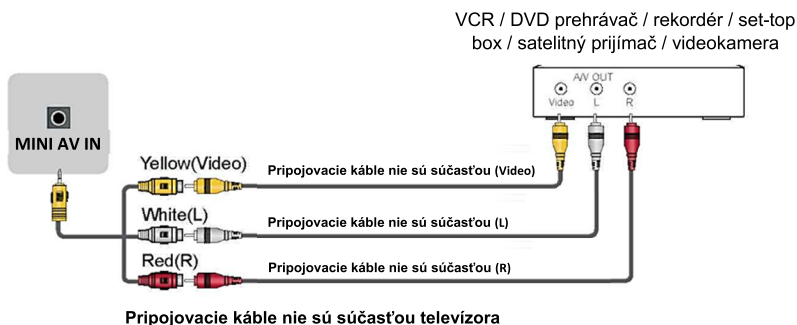 VCR / DVD prehrávač / rekordér / set-top
box / satelitný prijímač / videokamera
A/V OUT
Video L R
MINI AV IN
Yellow(Video)
Pripojovacie káble nie sú súčasťou (Video)
White(L)
Pripojovacie káble nie sú súčasťou (L)
Red(R)
Pripojovacie káble nie sú súčasťou (R)
Pripojovacie káble nie sú súčasťou televízora